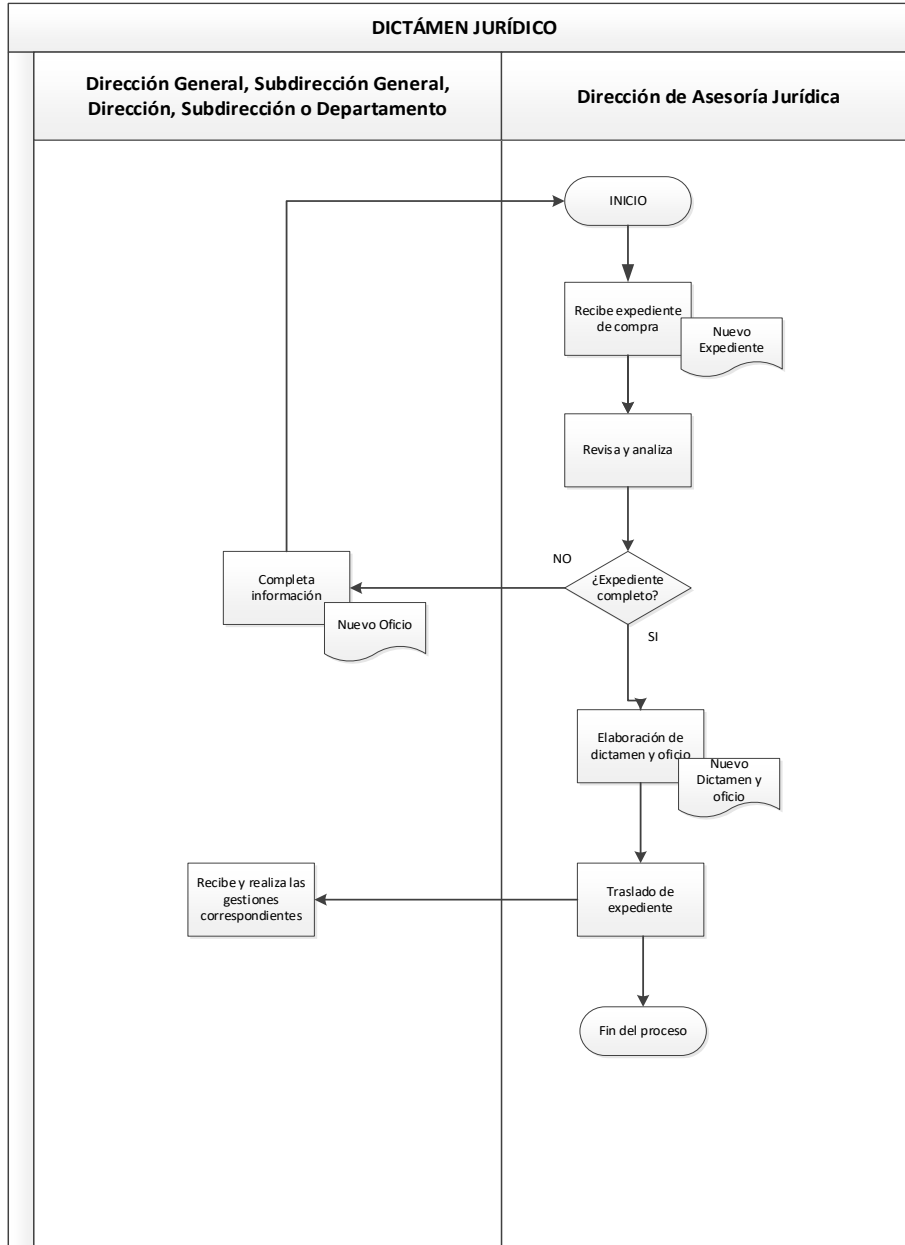 DICTÁMEN JURÍDICO
Dirección General, Subdirección General,
Dirección, Subdirección o Departamento
Dirección de Asesoría Jurídica
INICIO
Recibe expediente
de compra
Nuevo
Expediente
Revisa y analiza
NO
¿Expediente
completo?
Completa
información
Nuevo Oficio
SI
Elaboración de
dictamen y oficio
Nuevo
Dictamen y
oficio
Recibe y realiza las
gestiones
correspondientes
Traslado de
expediente
Fin del proceso